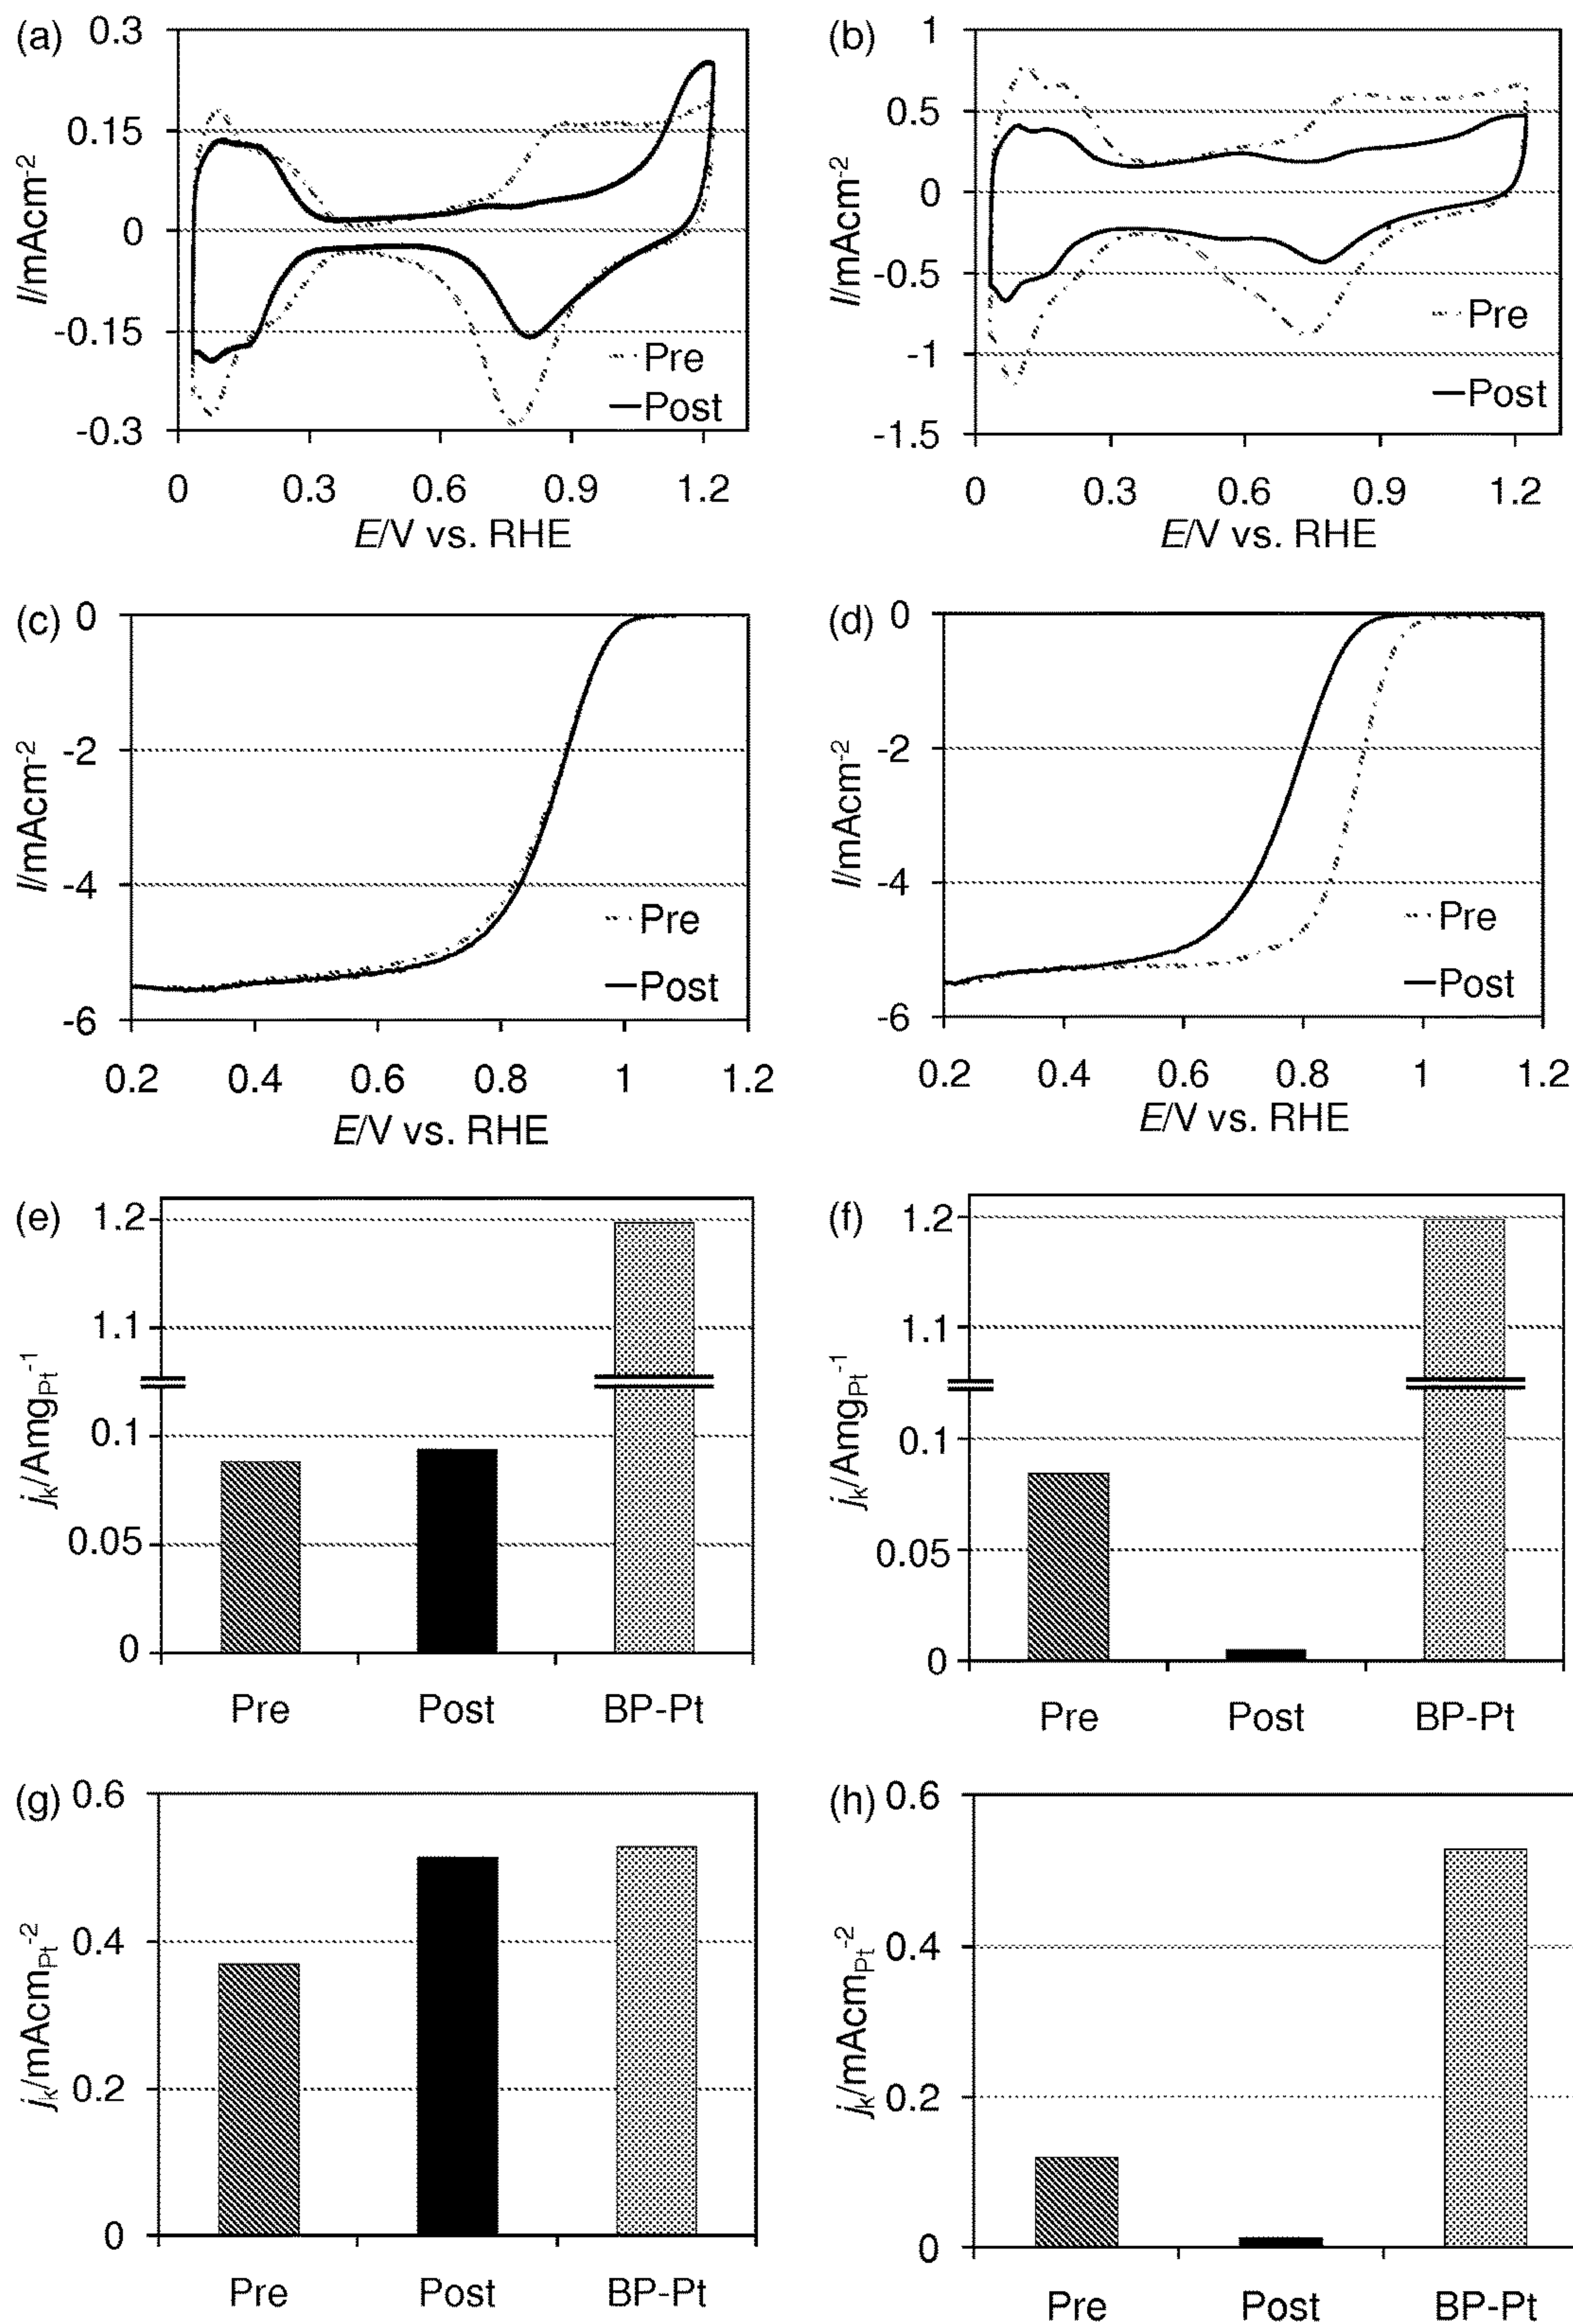 (a)
0.3
0.15
0
-0.15
-0.3
I/mAcm-2
Pre
Post
0 0.3 0.6 0.9 1.2
E/V vs. RHE
(b)
1
0.5
0
-0.5
-1
-1.5
I/mAcm-2
Pre
Post
0 0.3 0.6 0.9 1.2
E/V vs. RHE
(c)
0
-2
-4
-6
I/mAcm-2
Pre
Post
0.2 0.4 0.6 0.8 1 1.2
E/V vs. RHE
(d)
0
-2
-4
-6
I/mAcm-2
Pre
Post
0.2 0.4 0.6 0.8 1 1.2
E/V vs. RHE
(e)
1.2
1.1
0.1
0.05
0
jk/AmgPt-1
Pre Post BP-Pt
(f)
1.2
1.1
0.1
0.05
0
jk/AmgPt-1
Pre Post BP-Pt
(g)
0.6
0.4
0.2
0
jk/mAcmPt-2
Pre Post BP-Pt
(h)
0.6
0.4
0.2
0
jk/mAcmPt-2
Pre Post BP-Pt